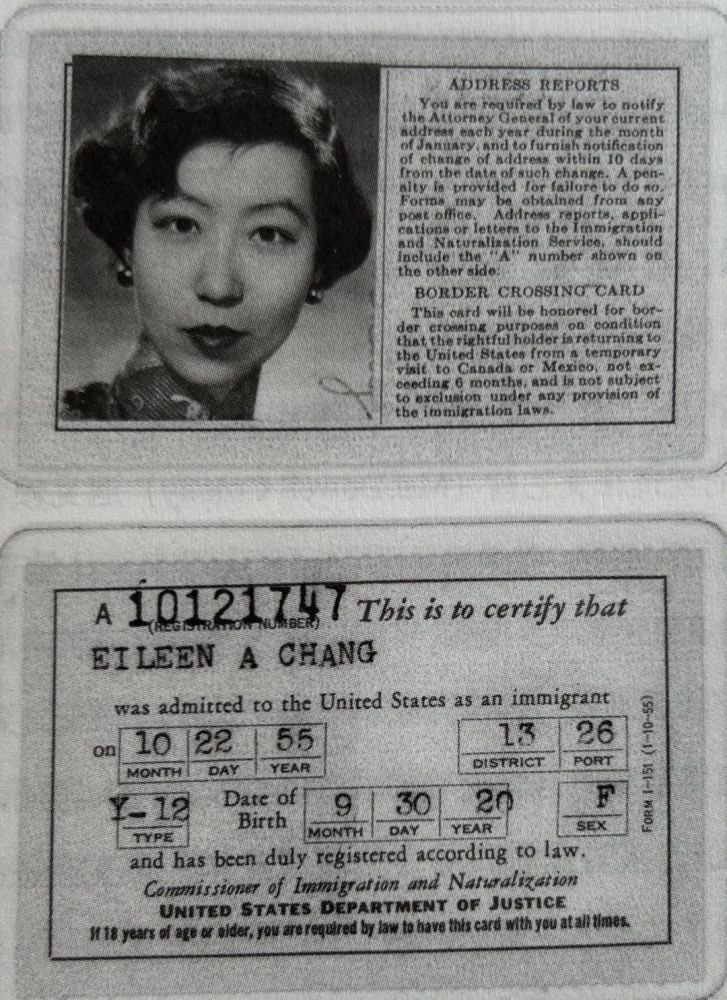 ADDRESS REPORTS
You are required by law to notify
the Attorney General of your current
address each year during the month
of January, and to furnish notification
of change of address within 10 days
from the date of such change. A pen-
alty is provided for failure to do so.
Forms may be obtained from any
post office. Address reports, appli-
cations or letters to the Immigration
and Naturalization Service, should
include the "A" number shown on
the other side.
BORDER CROSSING CARD
This card will be honored for bor-
der crossing purposes on condition
that the rightful holder is returning to
the United States from a temporary
visit to Canada or Mexico, not ex-
ceeding 6 months, and is not subject
to exclusion under any provision of
the immigration laws.
A 10121747 This is to certify that
(REGISTRATION NUMBER)
EILEEN A CHANG
was admitted to the United States as an immigrant
on 10 22 55 13 26
MONTH DAY YEAR DISTRICT PORT
Y-12 Date of Birth 9 30 20 F
TYPE MONTH DAY YEAR SEX
and has been duly registered according to law.
Commissioner of Immigration and Naturalization
UNITED STATES DEPARTMENT OF JUSTICE
If 18 years of age or older, you are required by law to have this card with you at all times.
FORM I-151 (1-10-55)